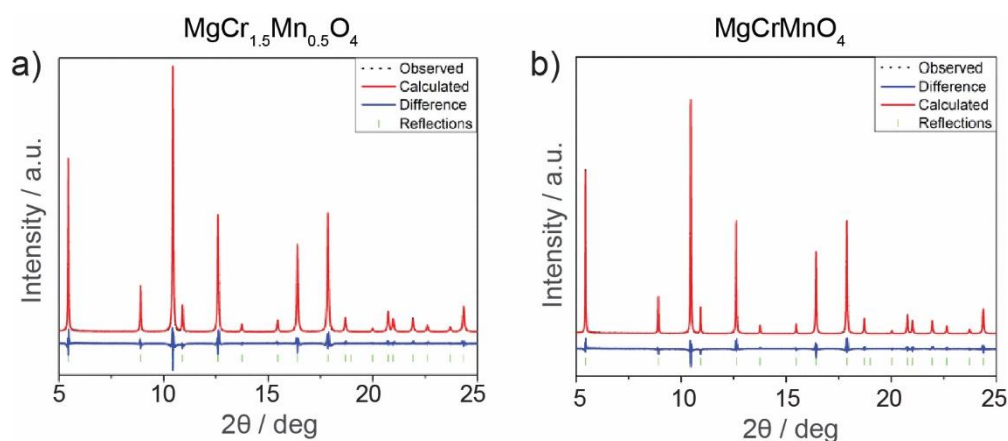 MgCr1.5Mn0.5O4
a)
Observed
Calculated
Difference
Reflections
Intensity / a.u.
5 10 15 20 25
2θ / deg
MgCrMnO4
b)
Observed
Difference
Calculated
Reflections
Intensity / a.u.
5 10 15 20 25
2θ / deg